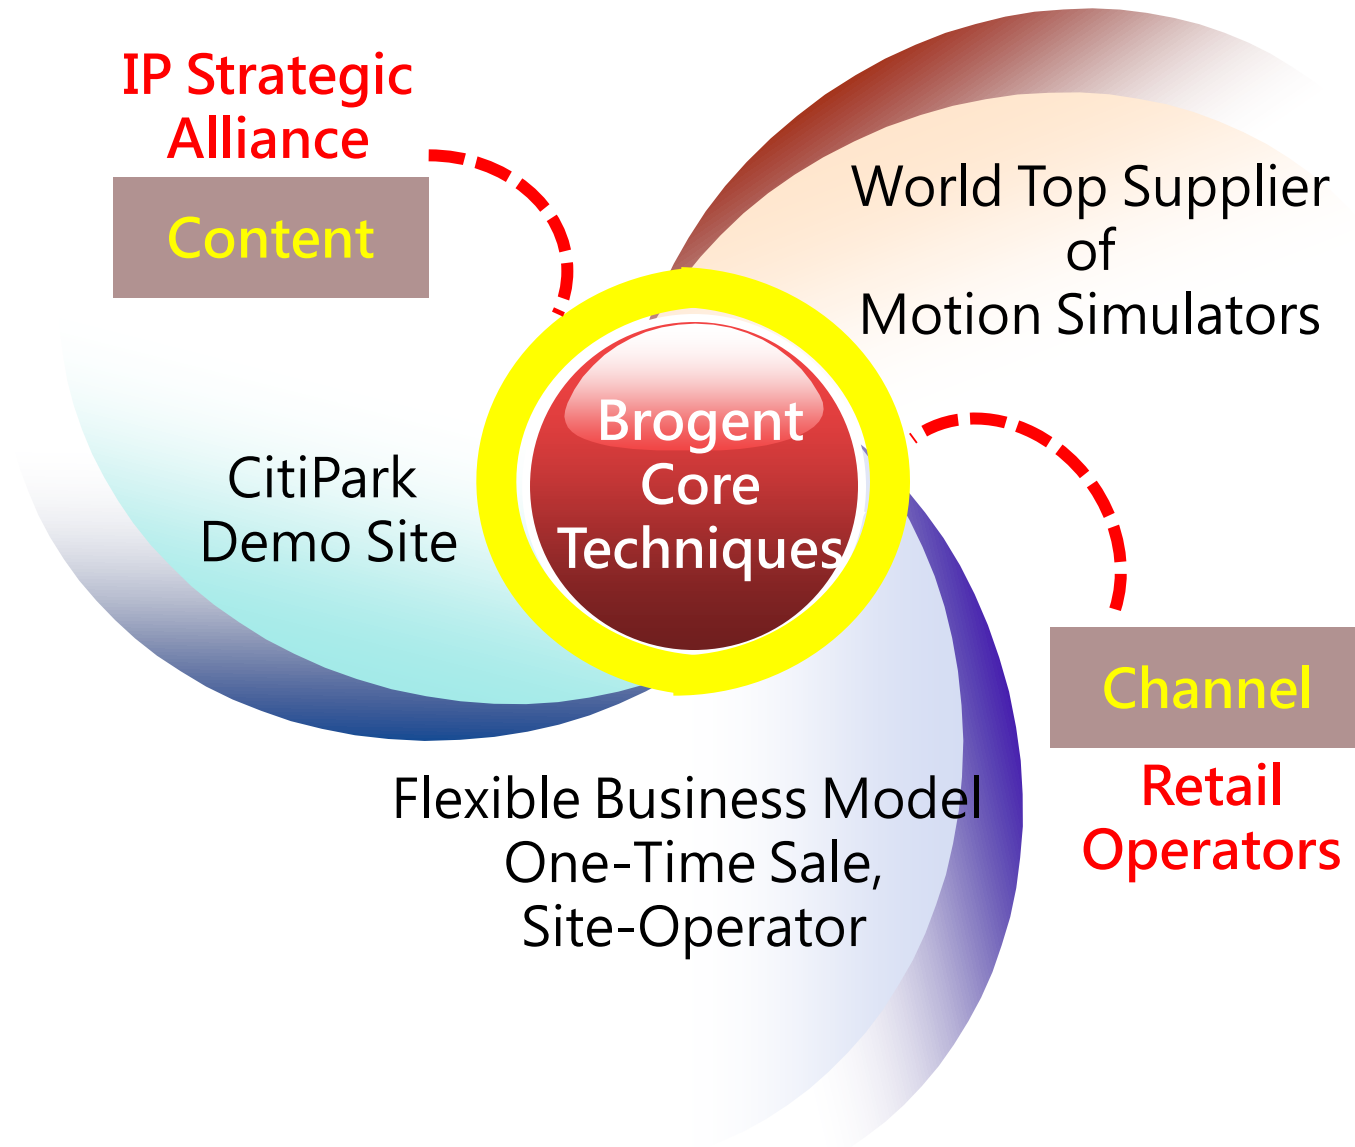 IP Strategic
Alliance
Content
World Top Supplier
of
Motion Simulators
Brogent
Core
Techniques
CitiPark
Demo Site
Channel
Retail
Operators
Flexible Business Model
One-Time Sale,
Site-Operator